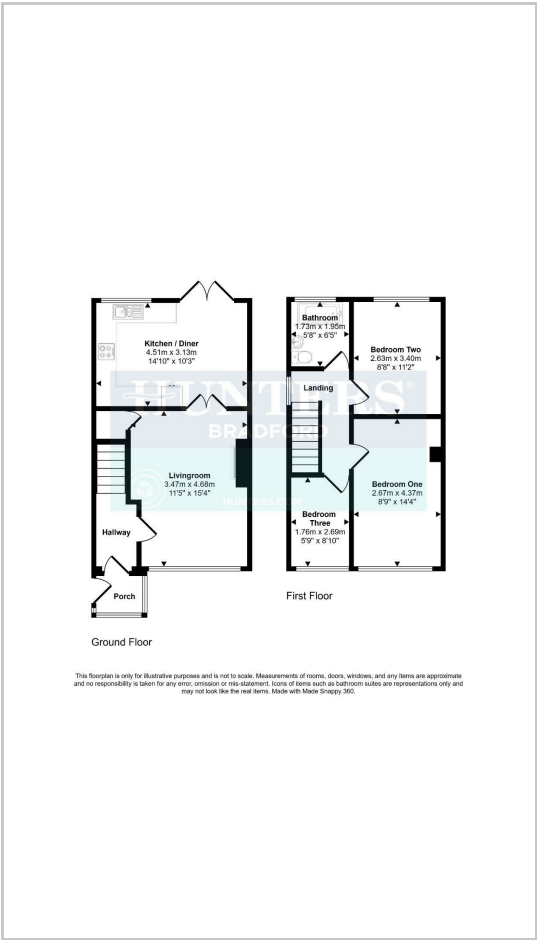 Kitchen / Diner
4.51m x 3.13m
14'10" x 10'3"
HUNTERS®
BRADFORD
HUNTERS.COM
Livingroom
3.47m x 4.68m
11'5" x 15'4"
Hallway
Porch
Ground Floor
Bathroom
1.73m x 1.95m
5'8" x 6'5"
Bedroom Two
2.63m x 3.40m
8'8" x 11'2"
Landing
Bedroom One
2.67m x 4.37m
8'9" x 14'4"
Bedroom
Three
1.76m x 2.69m
5'9" x 8'10"
First Floor
This floorplan is only for illustrative purposes and is not to scale. Measurements of rooms, doors, windows, and any items are approximate
and no responsibility is taken for any error, omission or mis-statement. Icons of items such as bathroom suites are representations only and
may not look like the real items. Made with Made Snappy 360.